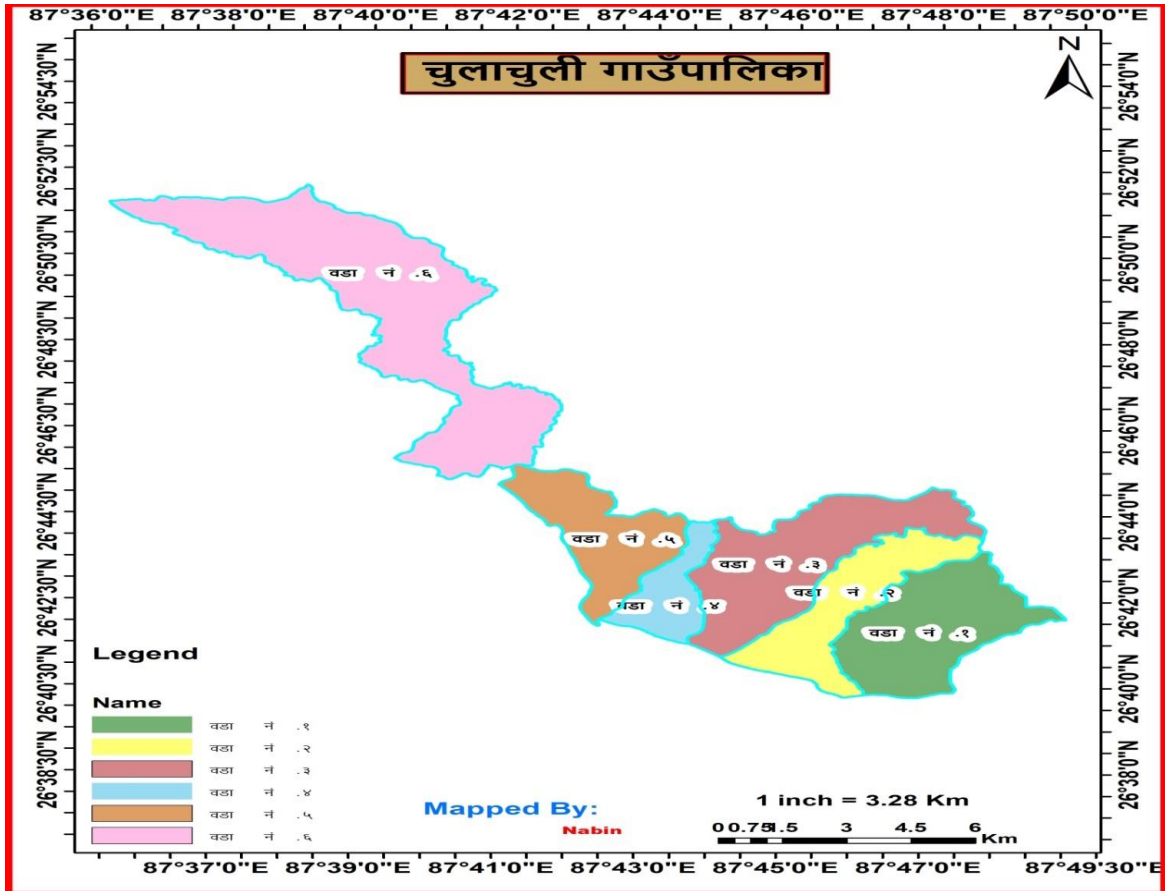 87°36'0"E 87°38'0"E 87°40'0"E 87°42'0"E 87°44'0"E 87°46'0"E 87°48'0"E 87°50'0"E
चुलाचुली गाउँपालिका
N
26°54'30"N
26°52'30"N
26°50'30"N
26°48'30"N
26°46'30"N
26°44'30"N
26°42'30"N
26°40'30"N
26°38'30"N
26°54'0"N
26°52'0"N
26°50'0"N
26°48'0"N
26°46'0"N
26°44'0"N
26°42'0"N
26°40'0"N
26°38'0"N
वडा नं .६
वडा नं .५
वडा नं .३
वडा नं .२
वडा नं .४
वडा नं .१
Legend
Name
वडा नं .१
वडा नं .२
वडा नं .३
वडा नं .४
वडा नं .५
वडा नं .६
Mapped By:
Nabin
1 inch = 3.28 Km
0 0.75 1.5 3 4.5 6
Km
87°37'0"E 87°39'0"E 87°41'0"E 87°43'0"E 87°45'0"E 87°47'0"E 87°49'30"E